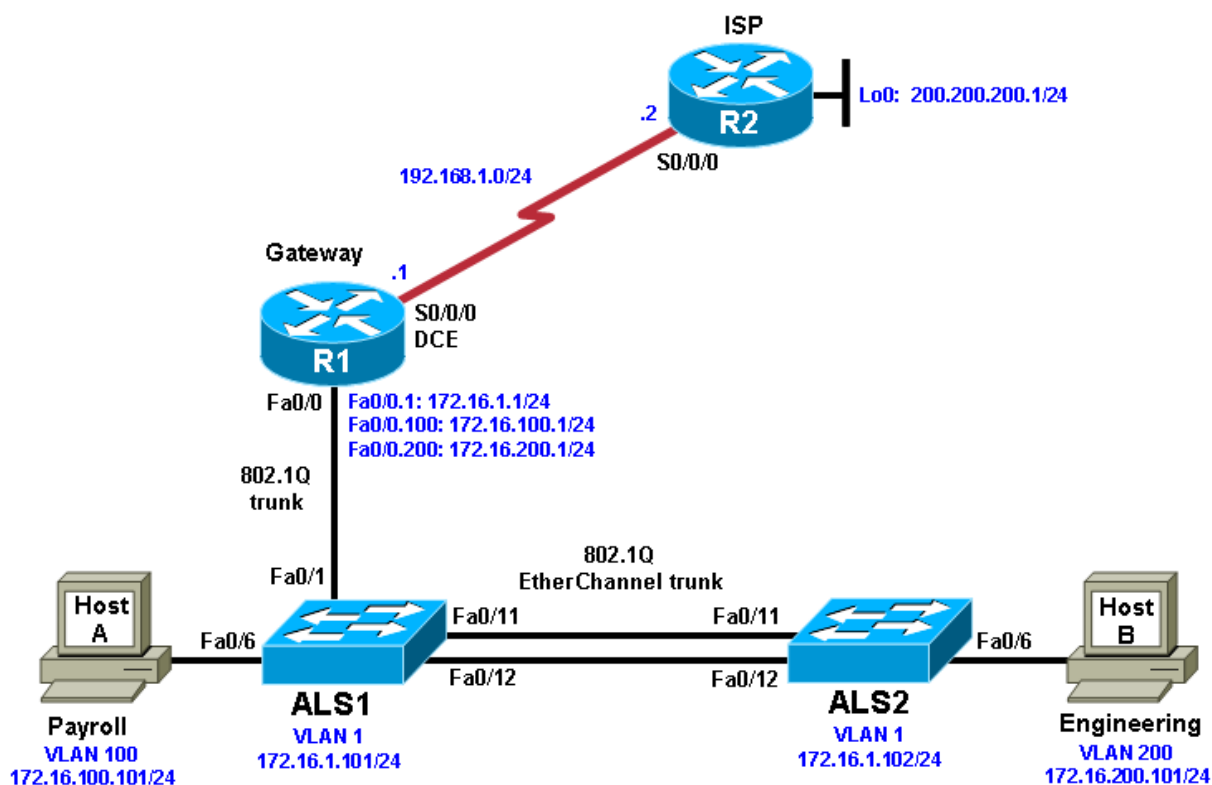 ISP
R2
Lo0: 200.200.200.1/24
.2
S0/0/0
192.168.1.0/24
Gateway
.1
S0/0/0
DCE
R1
Fa0/0
Fa0/0.1: 172.16.1.1/24
Fa0/0.100: 172.16.100.1/24
Fa0/0.200: 172.16.200.1/24
802.1Q
trunk
Fa0/1
802.1Q
EtherChannel trunk
Host
A
Fa0/6
Fa0/11
Fa0/11
Fa0/12
Fa0/12
Fa0/6
Host
B
Payroll
VLAN 100
172.16.100.101/24
ALS1
VLAN 1
172.16.1.101/24
ALS2
VLAN 1
172.16.1.102/24
Engineering
VLAN 200
172.16.200.101/24